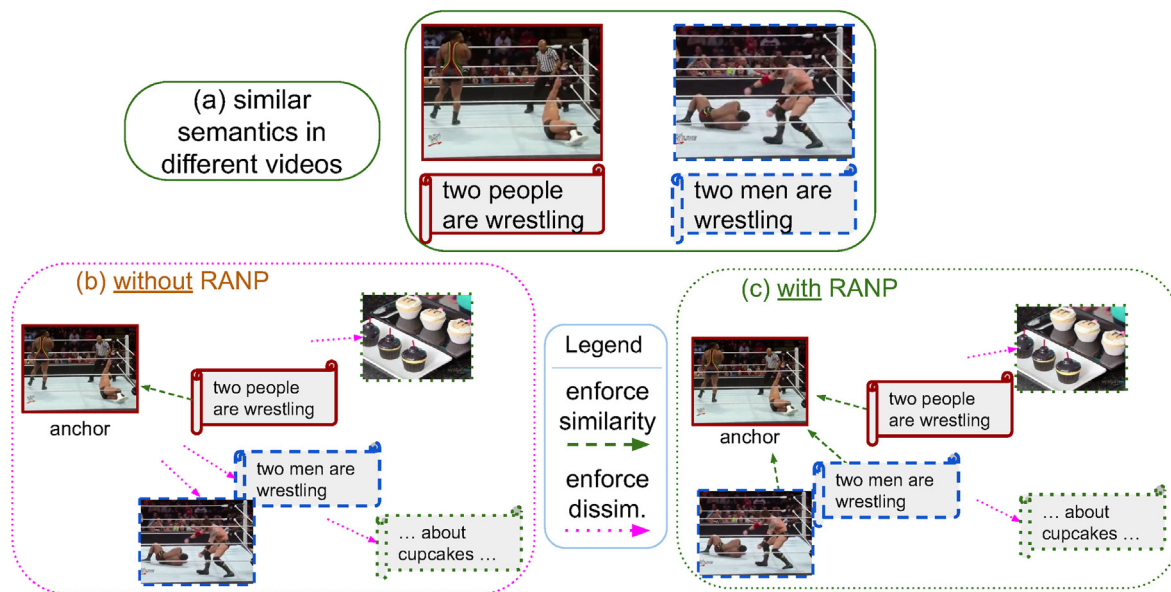 (a) similar
semantics in
different videos
two people
are wrestling
two men are
wrestling
(b) without RANP
two people
are wrestling
anchor
two men are
wrestling
... about
cupcakes ...
Legend
enforce
similarity
enforce
dissim.
(c) with RANP
two people
are wrestling
anchor
two men are
wrestling
... about
cupcakes ...